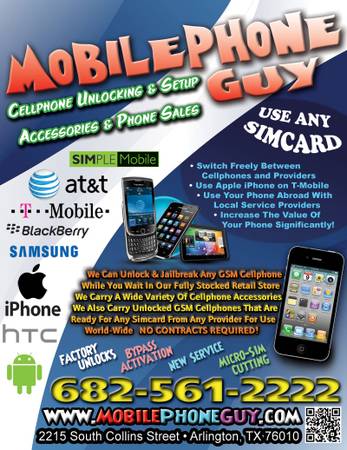 MOBILEPHONE
GUY
CELLPHONE UNLOCKING & SETUP
ACCESSORIES & PHONE SALES
USE ANY
SIMCARD
SIMPLE Mobile
at&t
T · ·Mobile·
BlackBerry
SAMSUNG
iPhone
htc
• Switch Freely Between
Cellphones and Providers
• Use Apple iPhone on T-Mobile
• Use Your Phone Abroad With
Local Service Providers
• Increase The Value Of
Your Phone Significantly!
We Can Unlock & Jailbreak Any GSM Cellphone
While You Wait In Our Fully Stocked Retail Store
We Carry A Wide Variety Of Cellphone Accessories
We Also Carry Unlocked GSM Cellphones That Are
Ready For Any Simcard From Any Provider For Use
World-Wide NO CONTRACTS REQUIRED!
FACTORY
UNLOCKS
BYPASS
ACTIVATION
NEW SERVICE
MICRO-SIM
CUTTING
682-561-2222
WWW.MOBILEPHONEGUY.COM
2215 South Collins Street • Arlington, TX·76010